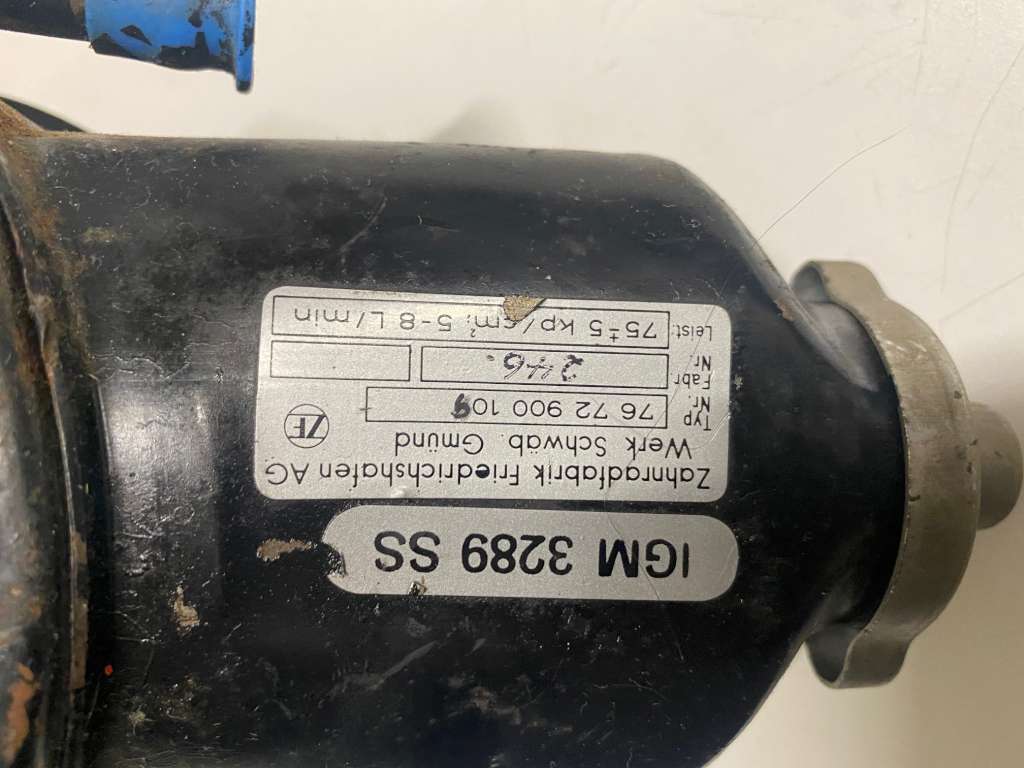 IGM 3289 SS
Zahnradfabrik Friedrichshafen AG
Werk Schwäb. Gmünd
ZF
Typ Nr. 76 72 900 109
Fabr. Nr. 246.
Leist. 75±5 kp/cm²; 5-8 L/min